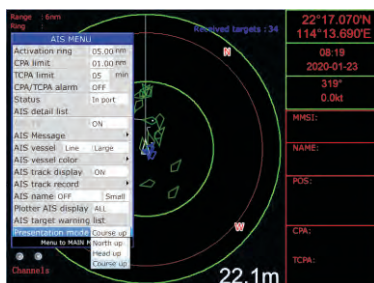 Range : 6nm
Ring
Received targets : 34
N
W
AIS MENU
Activation ring 05.00 nm
CPA limit 01.00 nm
TCPA limit 05 min
CPA/TCPA alarm OFF
Status In port
AIS detail list
ON
AIS Message
AIS vessel Line Large
AIS vessel color
AIS track display ON
AIS track record
AIS name OFF Small
Plotter AIS display ALL
AIS target warning list
Presentation mode Course up
North up
Head up
Course up
Menu to MAIN
Channels
22.1m
22°17.070'N
114°13.690'E
08:19
2020-01-23
319°
0.0kt
MMSI:
NAME:
POS:
CPA:
TCPA: